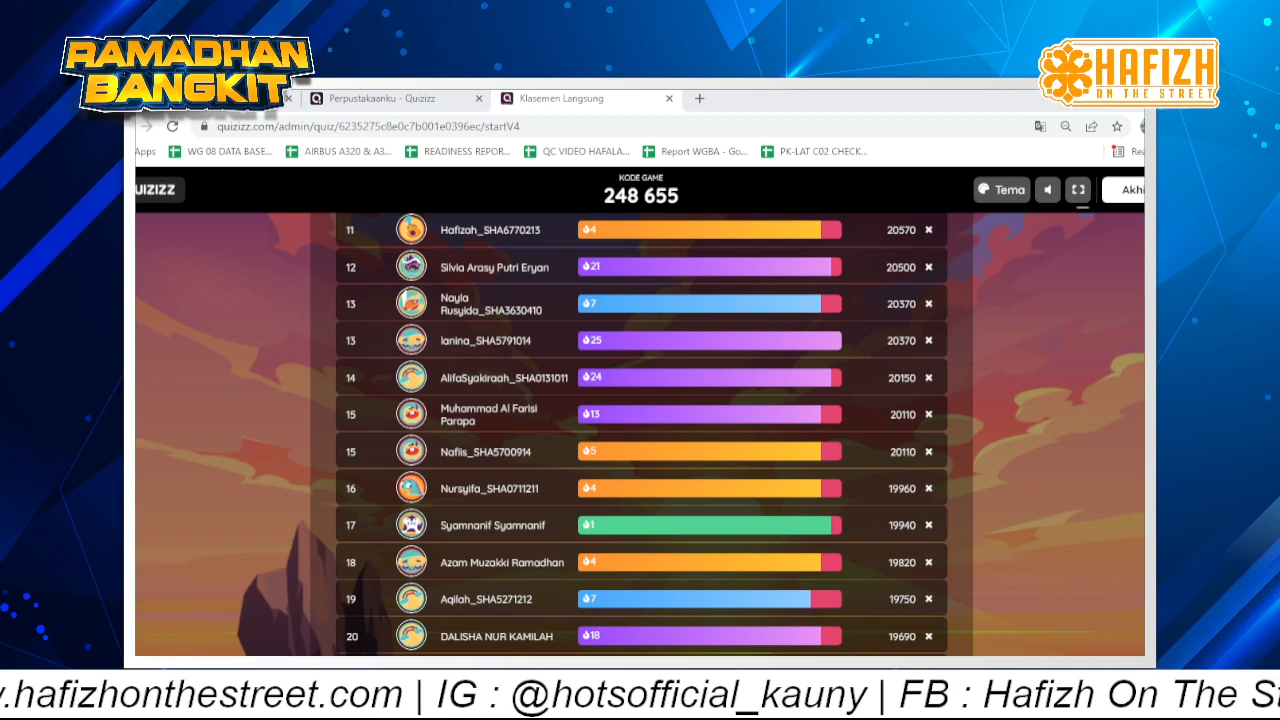 RAMADHAN
BANGKIT
HAFIZH
ON THE STREET
Perpustakaanku - Quizizz
Klasemen Langsung
quizizz.com/admin/quiz/6235275c8e0c7b001e0396ec/startV4
Apps WG 08 DATA BASE... AIRBUS A320 & A3... READINESS REPOR... QC VIDEO HAFALA... Report WGBA - Go... PK-LAT C02 CHECK... Rea
UIZIZZ
KODE GAME
248 655
Tema
Akhi
11 Hafizah_SHA6770213 4 20570
12 Silvia Arasy Putri Eryan 21 20500
13 Nayla Rusyida_SHA3630410 7 20370
13 Ianina_SHA5791014 25 20370
14 AlifaSyakiraah_SHA0131011 24 20150
15 Muhammad Al Farisi Parapa 13 20110
15 Naflis_SHA5700914 5 20110
16 Nursyifa_SHA0711211 4 19960
17 Syamnanif Syamnanif 1 19940
18 Azam Muzakki Ramadhan 4 19820
19 Aqilah_SHA5271212 7 19750
20 DALISHA NUR KAMILAH 18 19690
.hafizhonthestreet.com | IG : @hotsofficial_kauny | FB : Hafizh On The S